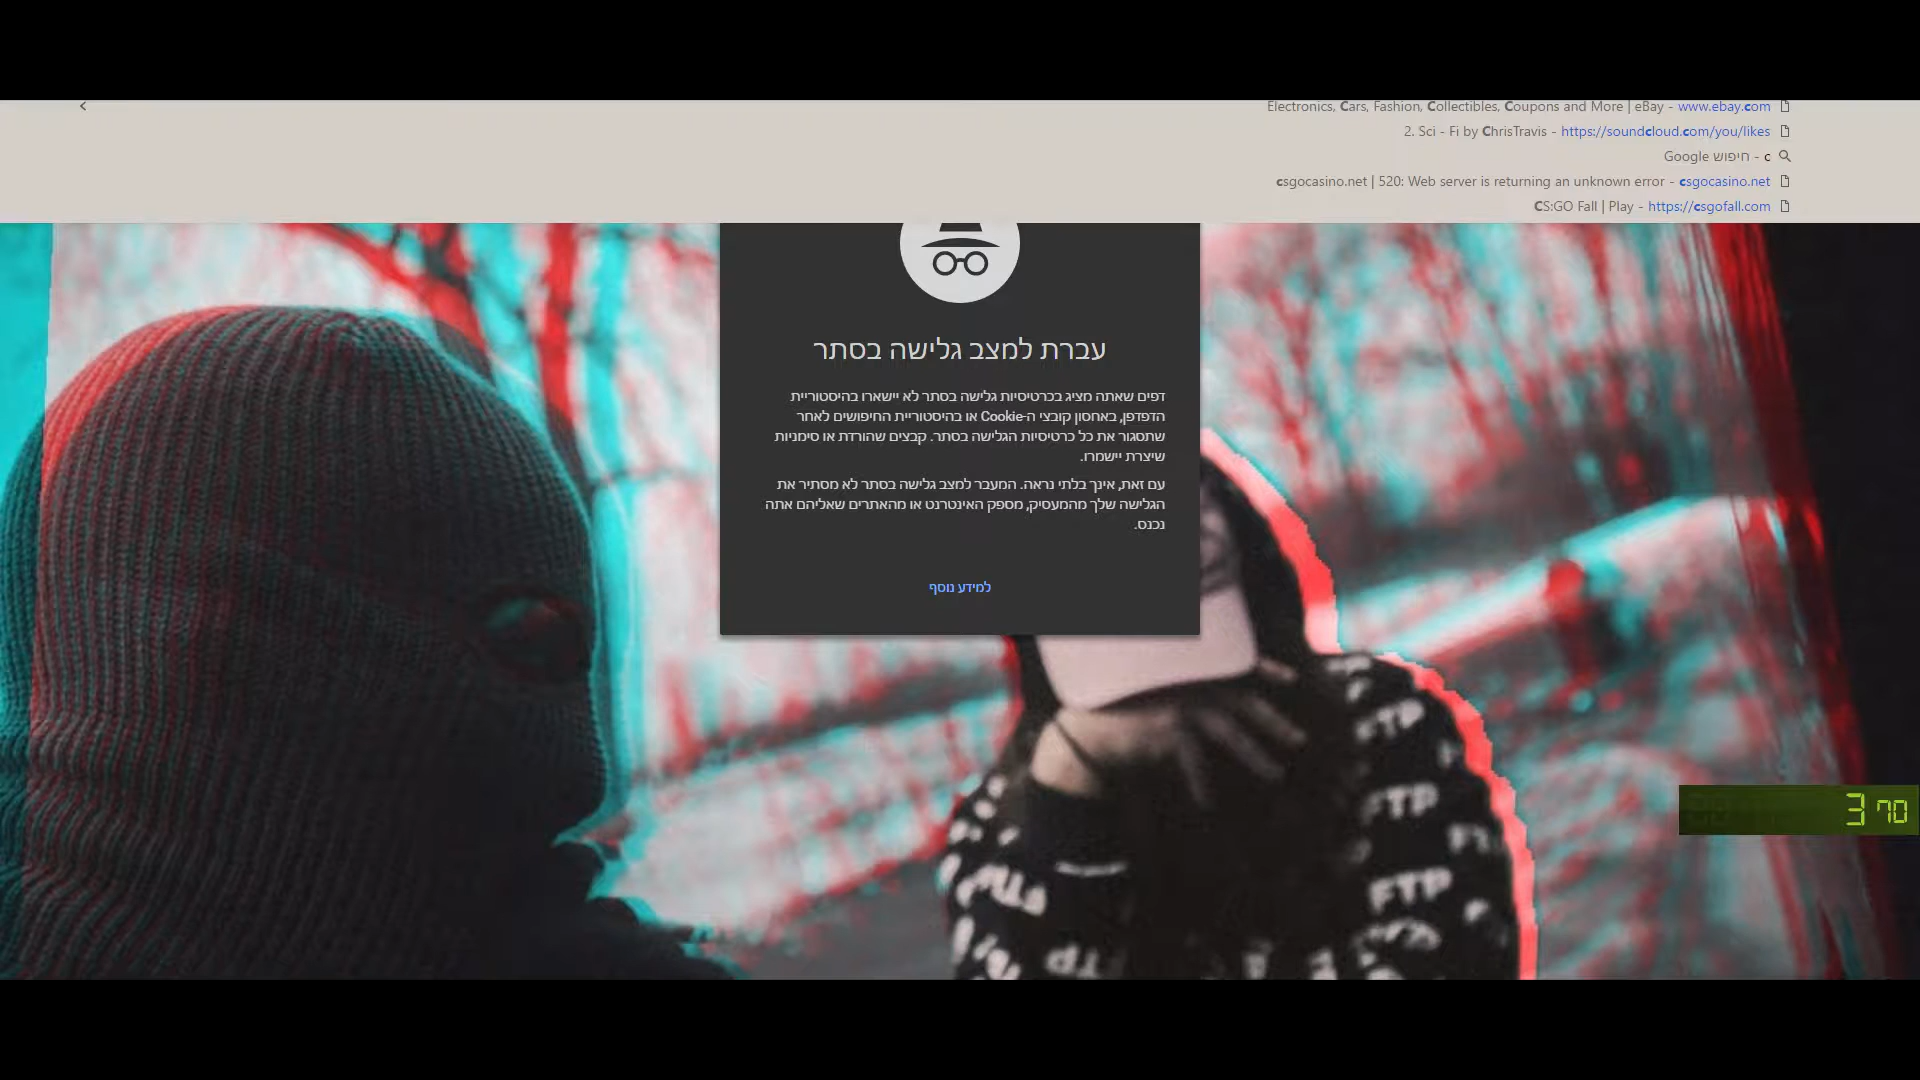 Electronics, Cars, Fashion, Collectibles, Coupons and More | eBay - www.ebay.com
2. Sci - Fi by ChrisTravis - https://soundcloud.com/you/likes
c - חיפוש Google
csgocasino.net | 520: Web server is returning an unknown error - csgocasino.net
CS:GO Fall | Play - https://csgofall.com
עברת למצב גלישה בסתר
דפים שאתה מציג בכרטיסיות גלישה בסתר לא יישארו בהיסטוריית
הדפדפן, באחסון קובצי ה-Cookie או בהיסטוריית החיפושים לאחר
שתסגור את כל כרטיסיות הגלישה בסתר. קבצים שהורדת או סימניות
שיצרת יישמרו.
עם זאת, אינך בלתי נראה. המעבר למצב גלישה בסתר לא מסתיר את
הגלישה שלך מהמעסיק, מספק האינטרנט או מהאתרים שאליהם אתה
נכנס.
למידע נוסף
FTP
FTP
FTP
3 70